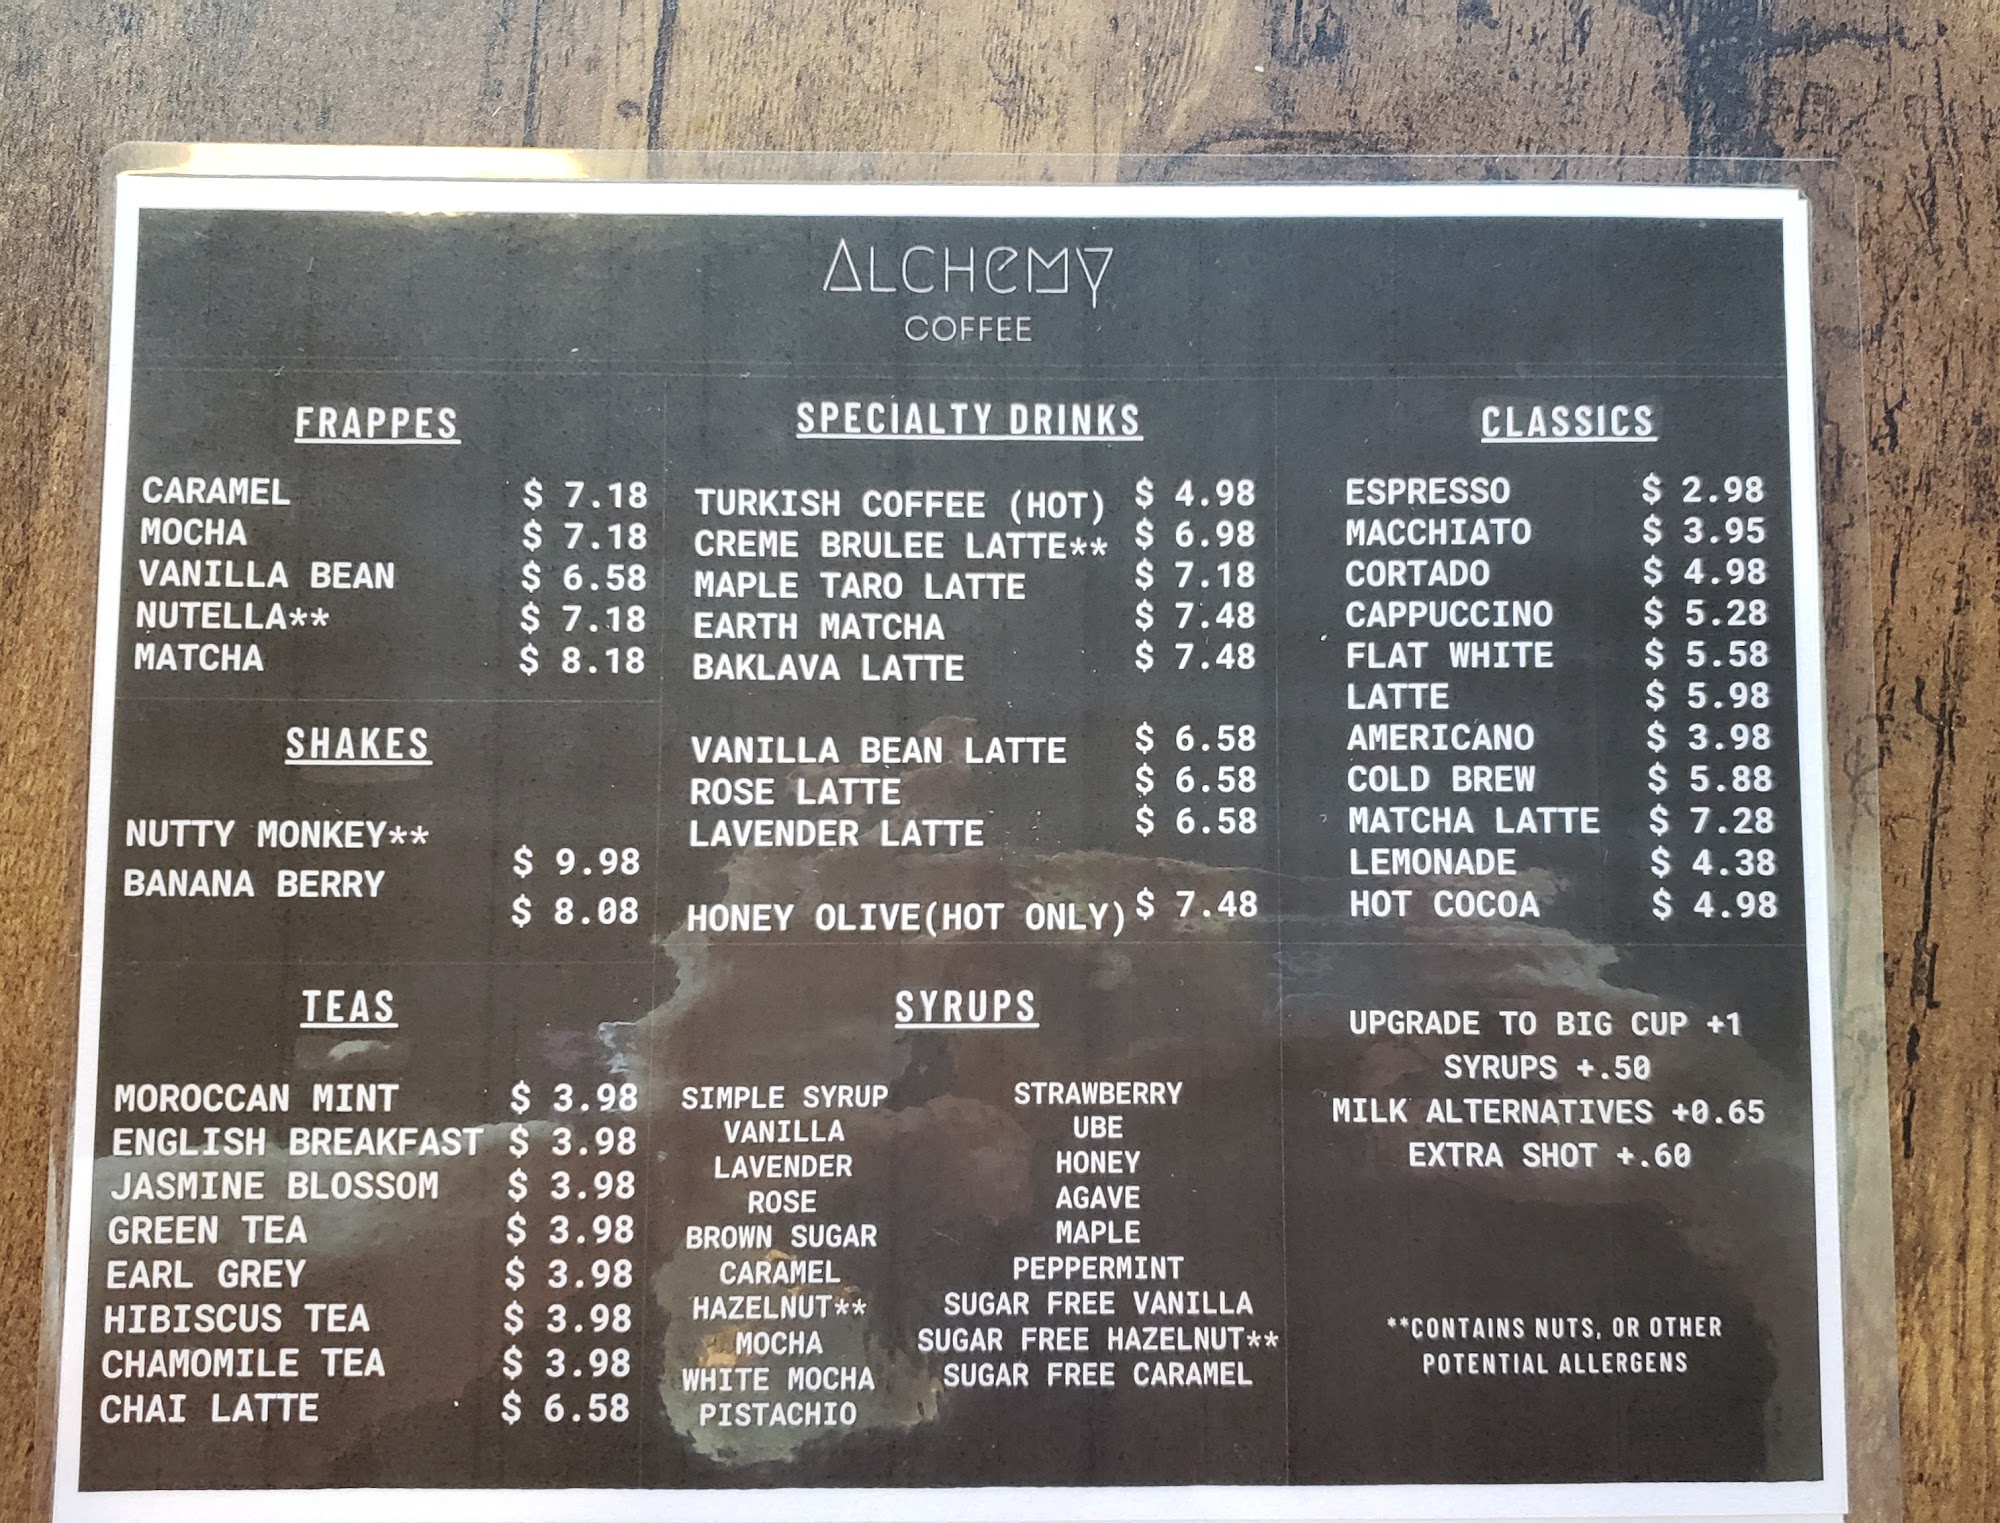 ALCHEMY
COFFEE
FRAPPES
CARAMEL $ 7.18
MOCHA $ 7.18
VANILLA BEAN $ 6.58
NUTELLA** $ 7.18
MATCHA $ 8.18
SHAKES
NUTTY MONKEY** $ 9.98
BANANA BERRY $ 8.08
TEAS
MOROCCAN MINT $ 3.98
ENGLISH BREAKFAST $ 3.98
JASMINE BLOSSOM $ 3.98
GREEN TEA $ 3.98
EARL GREY $ 3.98
HIBISCUS TEA $ 3.98
CHAMOMILE TEA $ 3.98
CHAI LATTE $ 6.58
SPECIALTY DRINKS
TURKISH COFFEE (HOT) $ 4.98
CREME BRULEE LATTE** $ 6.98
MAPLE TARO LATTE $ 7.18
EARTH MATCHA $ 7.48
BAKLAVA LATTE $ 7.48
VANILLA BEAN LATTE $ 6.58
ROSE LATTE $ 6.58
LAVENDER LATTE $ 6.58
HONEY OLIVE(HOT ONLY) $ 7.48
SYRUPS
SIMPLE SYRUP
VANILLA
LAVENDER
ROSE
BROWN SUGAR
CARAMEL
HAZELNUT**
MOCHA
WHITE MOCHA
PISTACHIO
STRAWBERRY
UBE
HONEY
AGAVE
MAPLE
PEPPERMINT
SUGAR FREE VANILLA
SUGAR FREE HAZELNUT**
SUGAR FREE CARAMEL
CLASSICS
ESPRESSO $ 2.98
MACCHIATO $ 3.95
CORTADO $ 4.98
CAPPUCCINO $ 5.28
FLAT WHITE $ 5.58
LATTE $ 5.98
AMERICANO $ 3.98
COLD BREW $ 5.88
MATCHA LATTE $ 7.28
LEMONADE $ 4.38
HOT COCOA $ 4.98
UPGRADE TO BIG CUP +1
SYRUPS +.50
MILK ALTERNATIVES +0.65
EXTRA SHOT +.60
**CONTAINS NUTS, OR OTHER
POTENTIAL ALLERGENS